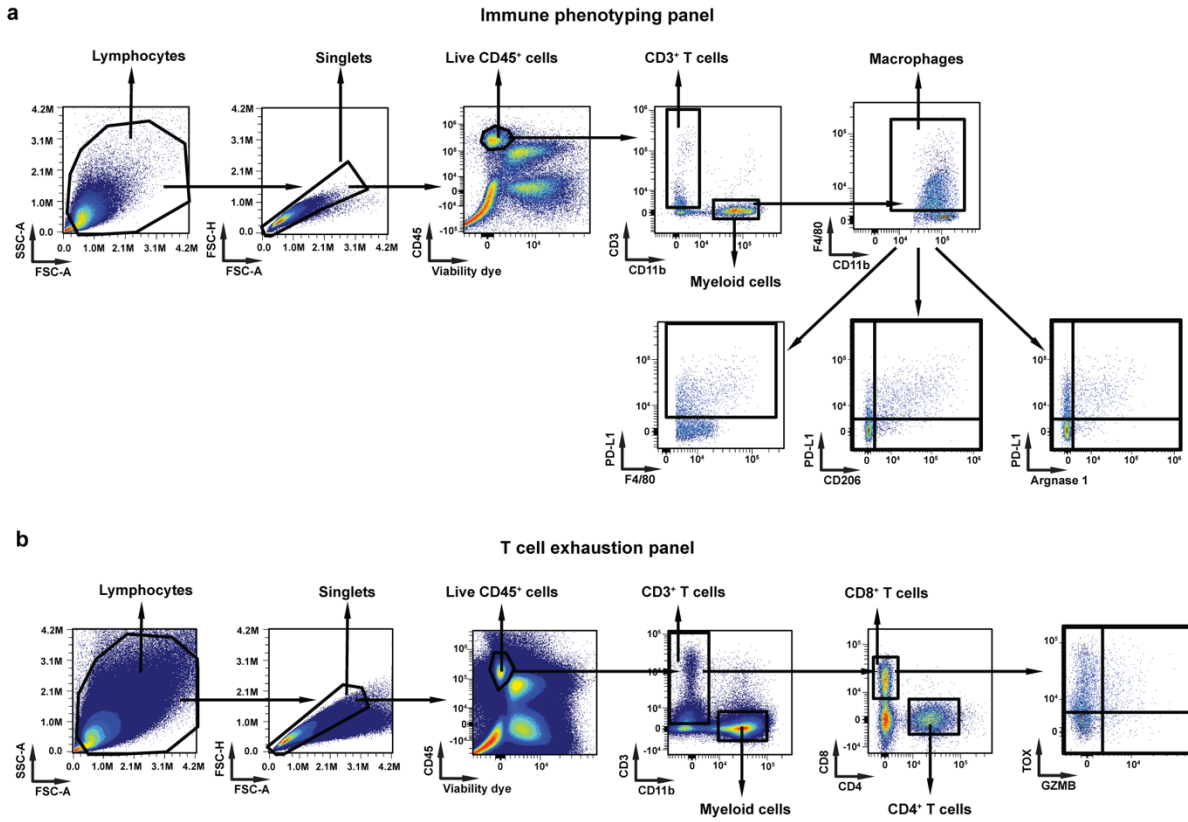 a
Immune phenotyping panel
Lymphocytes
Singlets
Live CD45⁺ cells
CD3⁺ T cells
Macrophages
4.2M
3.1M
2.1M
1.0M
0.0
0.0 1.0M 2.1M 3.1M 4.2M
SSC-A
FSC-A
4.2M
3.1M
2.1M
1.0M
0.0
0.0 1.0M 2.1M 3.1M 4.2M
FSC-H
FSC-A
10⁵
10⁴
0
-10⁴
-10⁵
0 10⁴
CD45
Viability dye
10⁶
10⁵
10⁴
0
0 10⁴ 10⁵
CD3
CD11b
Myeloid cells
10⁵
10⁴
0
10⁴ 10⁵
F4/80
CD11b
10⁵
10⁴
0
0 10⁴ 10⁵
PD-L1
F4/80
10⁵
10⁴
0
0 10⁴ 10⁵ 10⁶
PD-L1
CD206
10⁵
10⁴
0
0 10⁴ 10⁵ 10⁶
PD-L1
Argnase 1
b
T cell exhaustion panel
Lymphocytes
Singlets
Live CD45⁺ cells
CD3⁺ T cells
CD8⁺ T cells
4.2M
3.1M
2.1M
1.0M
0.0
0.0 1.0M 2.1M 3.1M 4.2M
SSC-A
FSC-A
4.2M
3.1M
2.1M
1.0M
0.0
0.0 1.0M 2.1M 3.1M 4.2M
FSC-H
FSC-A
10⁶
10⁵
10⁴
0
-10⁴
0 10⁴
CD45
Viability dye
10⁶
10⁵
10⁴
0
-10⁴
0 10⁴ 10⁵
CD3
CD11b
Myeloid cells
10⁵
10⁴
0
-10⁴
0 10⁴ 10⁵
CD8
CD4
CD4⁺ T cells
10⁵
10⁴
0
0 10⁴
TOX
GZMB